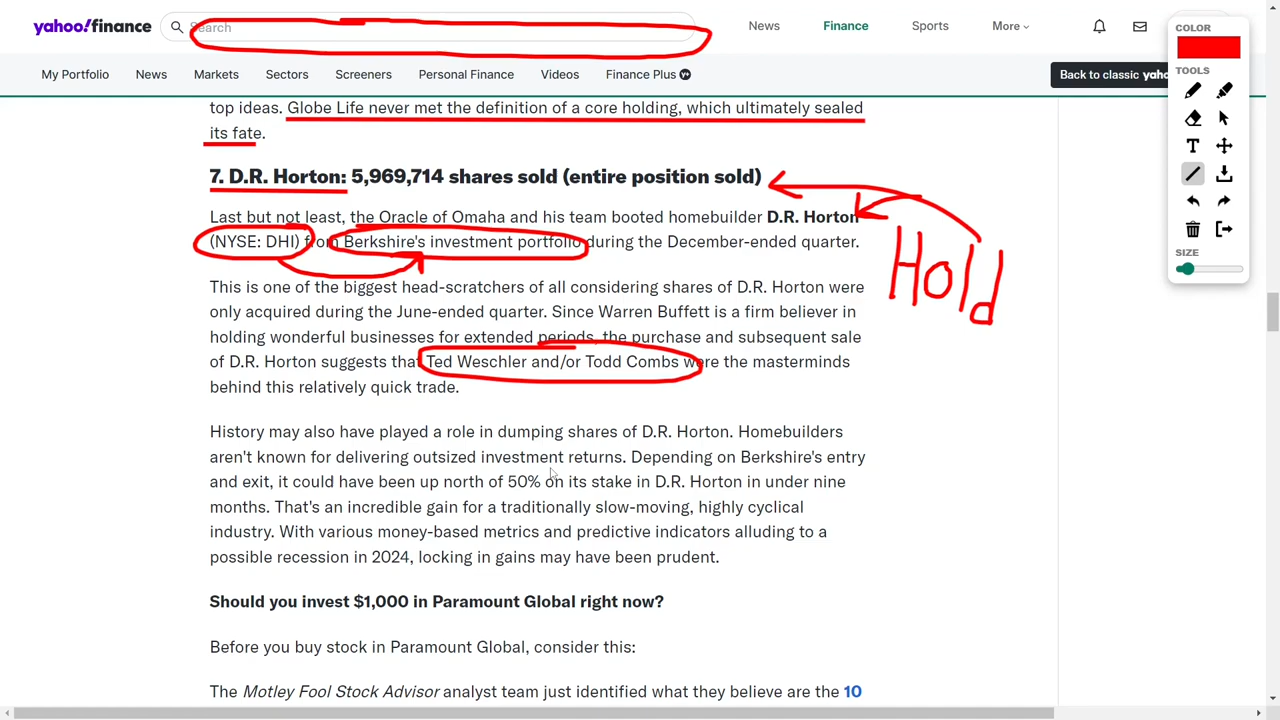 yahoo!finance Search News Finance Sports More
My Portfolio News Markets Sectors Screeners Personal Finance Videos Finance Plus Y+ Back to classic yaho
COLOR
TOOLS
SIZE
top ideas. Globe Life never met the definition of a core holding, which ultimately sealed
its fate.
7. D.R. Horton: 5,969,714 shares sold (entire position sold)
Last but not least, the Oracle of Omaha and his team booted homebuilder D.R. Horton
(NYSE: DHI) from Berkshire's investment portfolio during the December-ended quarter.
Hold
This is one of the biggest head-scratchers of all considering shares of D.R. Horton were
only acquired during the June-ended quarter. Since Warren Buffett is a firm believer in
holding wonderful businesses for extended periods, the purchase and subsequent sale
of D.R. Horton suggests that Ted Weschler and/or Todd Combs were the masterminds
behind this relatively quick trade.
History may also have played a role in dumping shares of D.R. Horton. Homebuilders
aren't known for delivering outsized investment returns. Depending on Berkshire's entry
and exit, it could have been up north of 50% on its stake in D.R. Horton in under nine
months. That's an incredible gain for a traditionally slow-moving, highly cyclical
industry. With various money-based metrics and predictive indicators alluding to a
possible recession in 2024, locking in gains may have been prudent.
Should you invest $1,000 in Paramount Global right now?
Before you buy stock in Paramount Global, consider this:
The Motley Fool Stock Advisor analyst team just identified what they believe are the 10